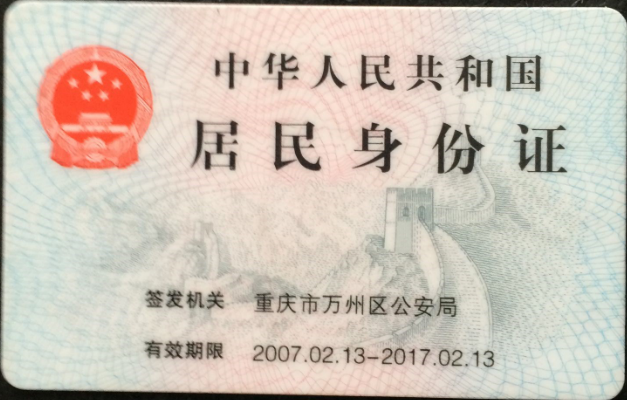 中华人民共和国
居民身份证
签发机关 重庆市万州区公安局
有效期限 2007.02.13-2017.02.13